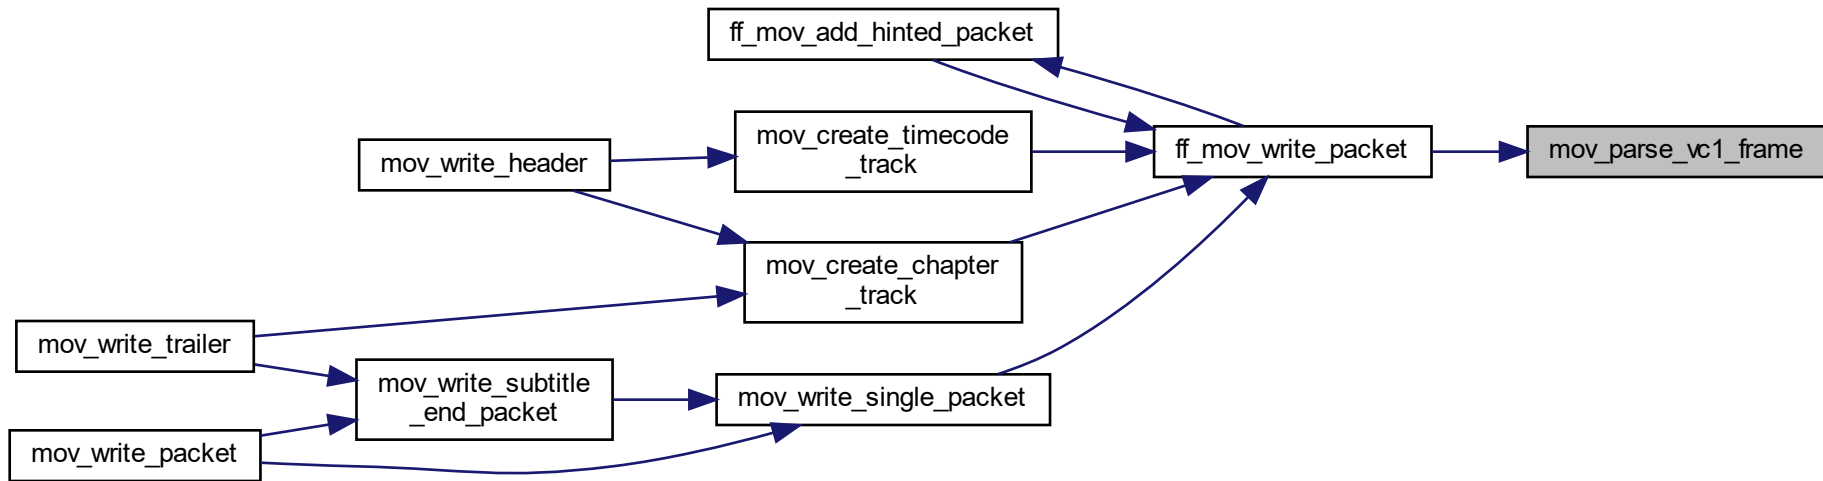 ff_mov_add_hinted_packet
mov_create_timecode
_track
mov_write_header
ff_mov_write_packet
mov_parse_vc1_frame
mov_create_chapter
_track
mov_write_trailer
mov_write_subtitle
_end_packet
mov_write_single_packet
mov_write_packet